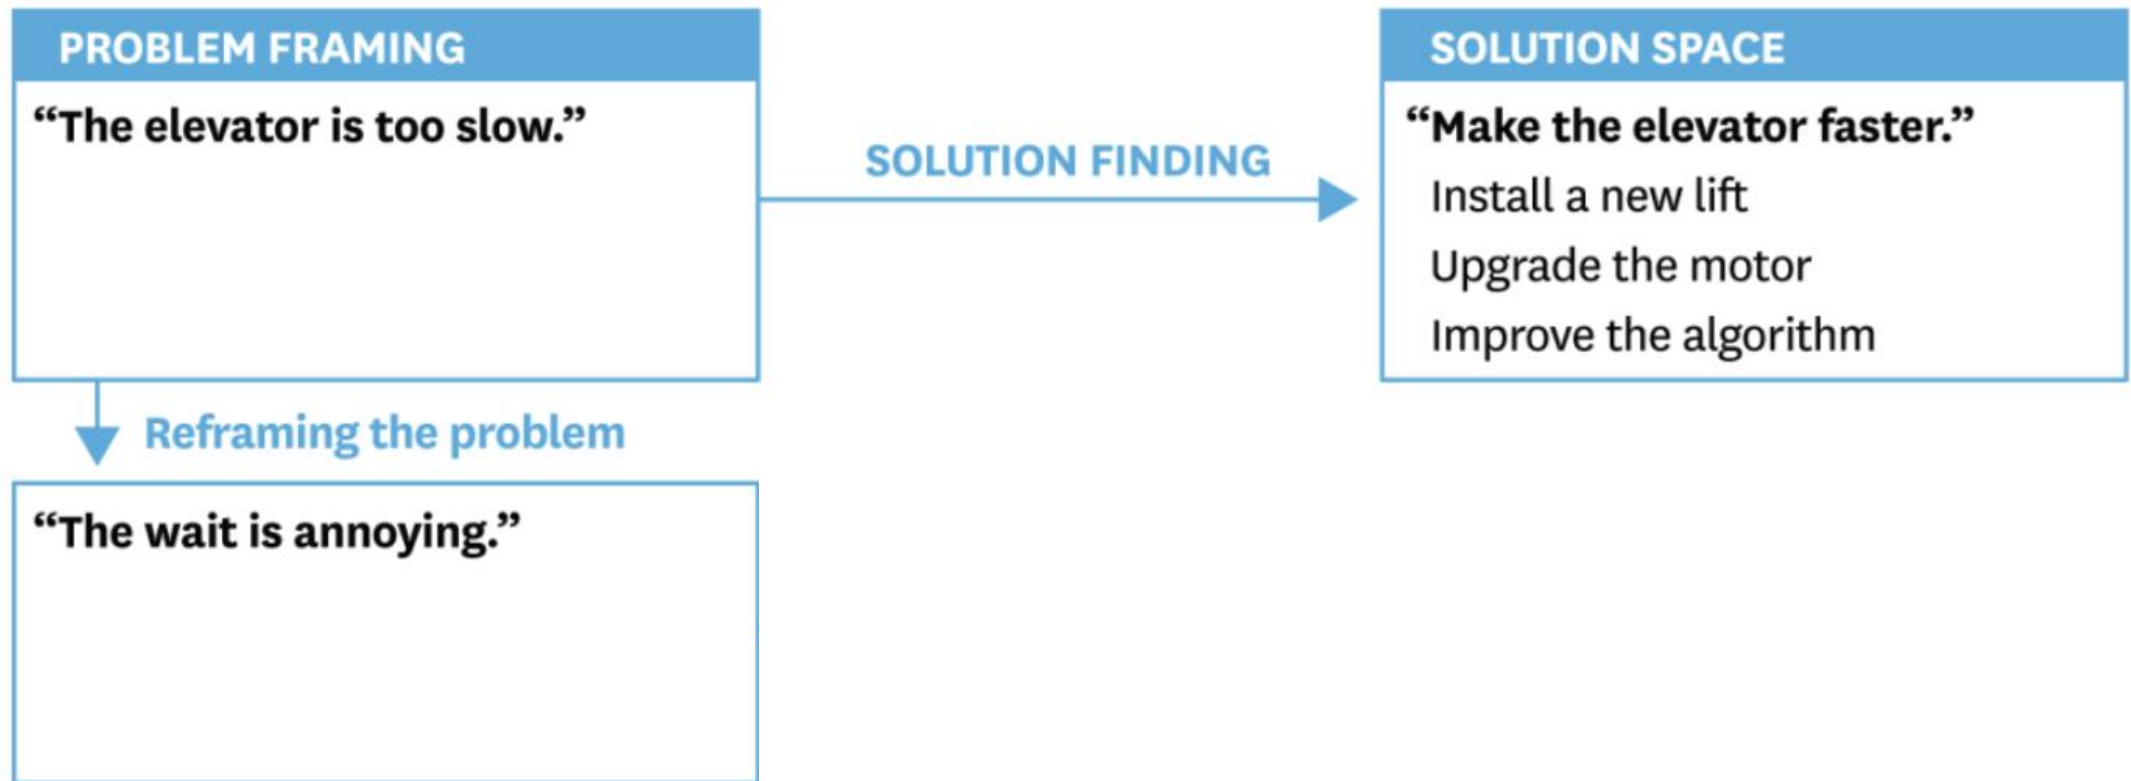 PROBLEM FRAMING
“The elevator is too slow.”
SOLUTION FINDING
SOLUTION SPACE
“Make the elevator faster.”
Install a new lift
Upgrade the motor
Improve the algorithm
Reframing the problem
“The wait is annoying.”